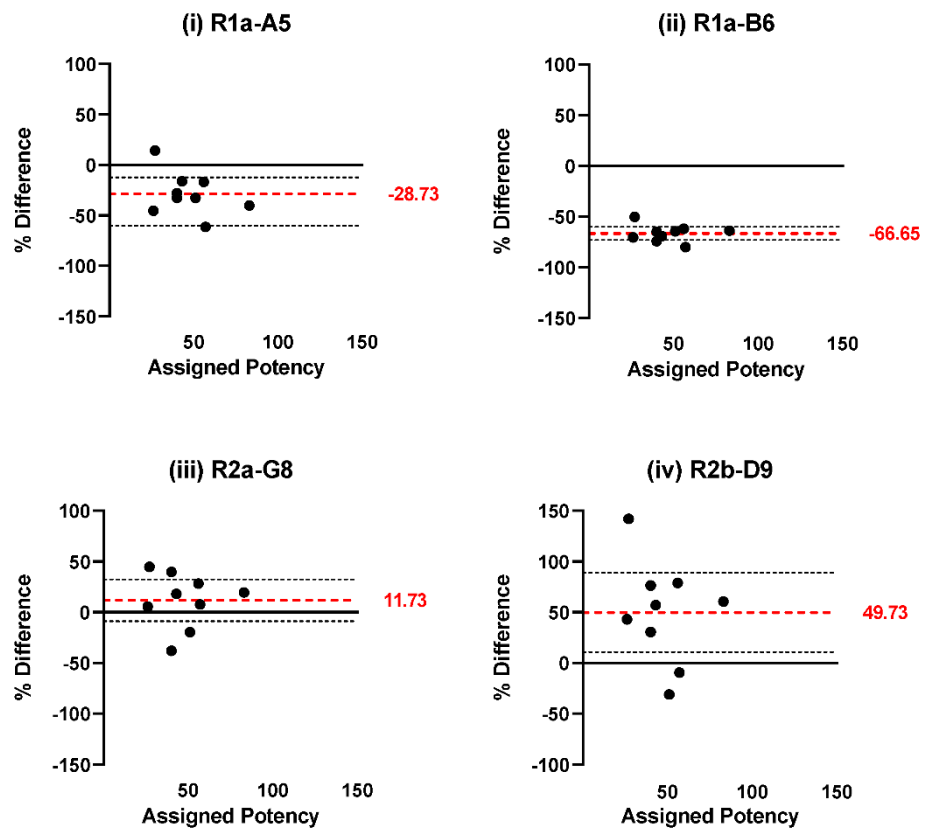 (i) R1a-A5
100
50
0
-50
-100
-150
% Difference
-28.73
50 100 150
Assigned Potency
(ii) R1a-B6
100
50
0
-50
-100
-150
% Difference
-66.65
50 100 150
Assigned Potency
(iii) R2a-G8
100
50
0
-50
-100
-150
% Difference
11.73
50 100 150
Assigned Potency
(iv) R2b-D9
150
100
50
0
-50
-100
% Difference
49.73
50 100 150
Assigned Potency